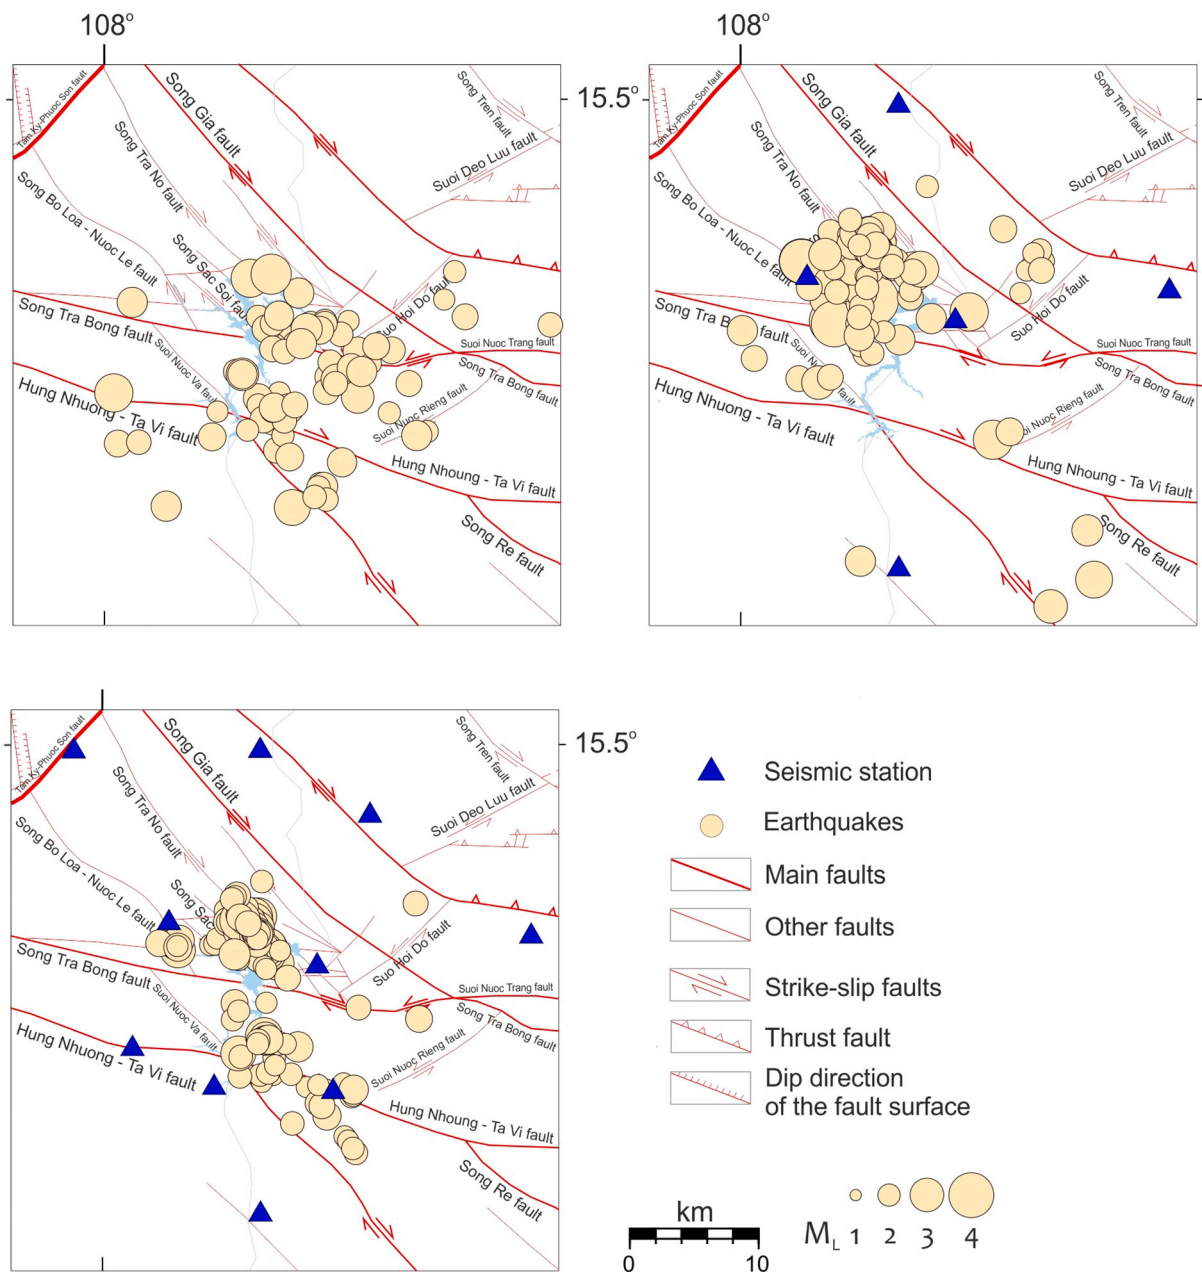 108°
Tam Ky-Phuoc Son fault
Song Gia fault
Song Tra No fault
Song Tren fault
Suoi Deo Luu fault
Song Bo Loa - Nuoc Le fault
Song Sac Soi fau
Suo Hoi Do fault
Song Tra Bong fault
Suoi Nuoc Va fault
Suoi Nuoc Trang fault
Song Tra Bong fault
Hung Nhuong - Ta Vi fault
Suoi Nuoc Rieng fault
Hung Nhoung - Ta Vi fault
Song Re fault
15.5°
108°
Tam Ky-Phuoc Son fault
Song Gia fault
Song Tra No fault
Song Tren fault
Suoi Deo Luu fault
Song Bo Loa - Nuoc Le fault
S
Suo Hoi Do fault
Song Tra B fault
Suoi Nu fault
Suoi Nuoc Trang fault
Song Tra Bong fault
Hung Nhuong - Ta Vi fault
oi Nuoc Rieng fault
Hung Nhoung - Ta Vi fault
Song Re fault
Tam Ky-Phuoc Son fault
Song Gia fault
Song Tra No fault
Song Tren fault
Suoi Deo Luu fault
Song Bo Loa - Nuoc Le fault
Song Sac
Suo Hoi Do fault
Song Tra Bong fault
Suoi Nuoc Va fault
Suoi Nuoc Trang fault
Song Tra Bong fault
Hung Nhuong - Ta Vi fault
Suoi Nuoc Rieng fault
Hung Nhoung - Ta Vi fault
Song Re fault
15.5°
Seismic station
Earthquakes
Main faults
Other faults
Strike-slip faults
Thrust fault
Dip direction
of the fault surface
km
0 10
ML 1 2 3 4